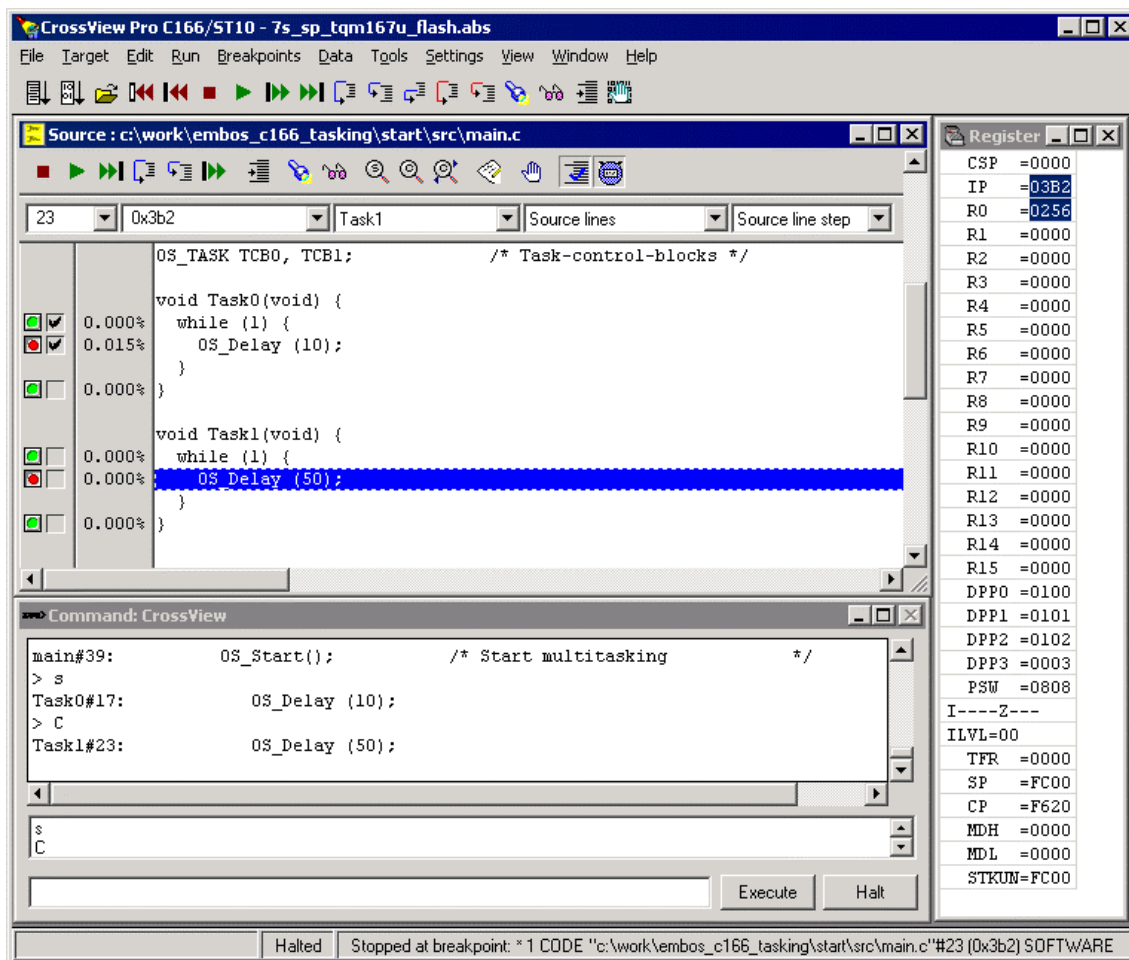 CrossView Pro C166/ST10 - 7s_sp_tqm167u_flash.abs
File Target Edit Run Breakpoints Data Tools Settings View Window Help
Source : c:\work\embos_c166_tasking\start\src\main.c
23 0x3b2 Task1 Source lines Source line step
OS_TASK TCB0, TCB1; /* Task-control-blocks */
void Task0(void) {
0.000% while (1) {
0.015% OS_Delay (10);
}
0.000% }
void Task1(void) {
0.000% while (1) {
0.000% OS_Delay (50);
}
0.000% }
Command: CrossView
main#39: OS_Start(); /* Start multitasking */
> s
Task0#17: OS_Delay (10);
> C
Task1#23: OS_Delay (50);
s
C
Execute Halt
Register
CSP =0000
IP =03B2
R0 =0256
R1 =0000
R2 =0000
R3 =0000
R4 =0000
R5 =0000
R6 =0000
R7 =0000
R8 =0000
R9 =0000
R10 =0000
R11 =0000
R12 =0000
R13 =0000
R14 =0000
R15 =0000
DPP0 =0100
DPP1 =0101
DPP2 =0102
DPP3 =0003
PSW =0808
I----Z---
ILVL=00
TFR =0000
SP =FC00
CP =F620
MDH =0000
MDL =0000
STKUN=FC00
Halted Stopped at breakpoint: * 1 CODE "c:\work\embos_c166_tasking\start\src\main.c"#23 (0x3b2) SOFTWARE